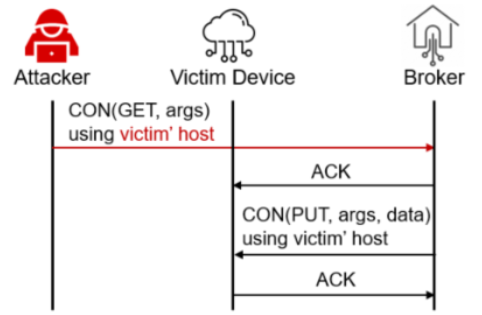 Attacker
Victim Device
Broker
CON(GET, args)
using victim' host
ACK
CON(PUT, args, data)
using victim' host
ACK